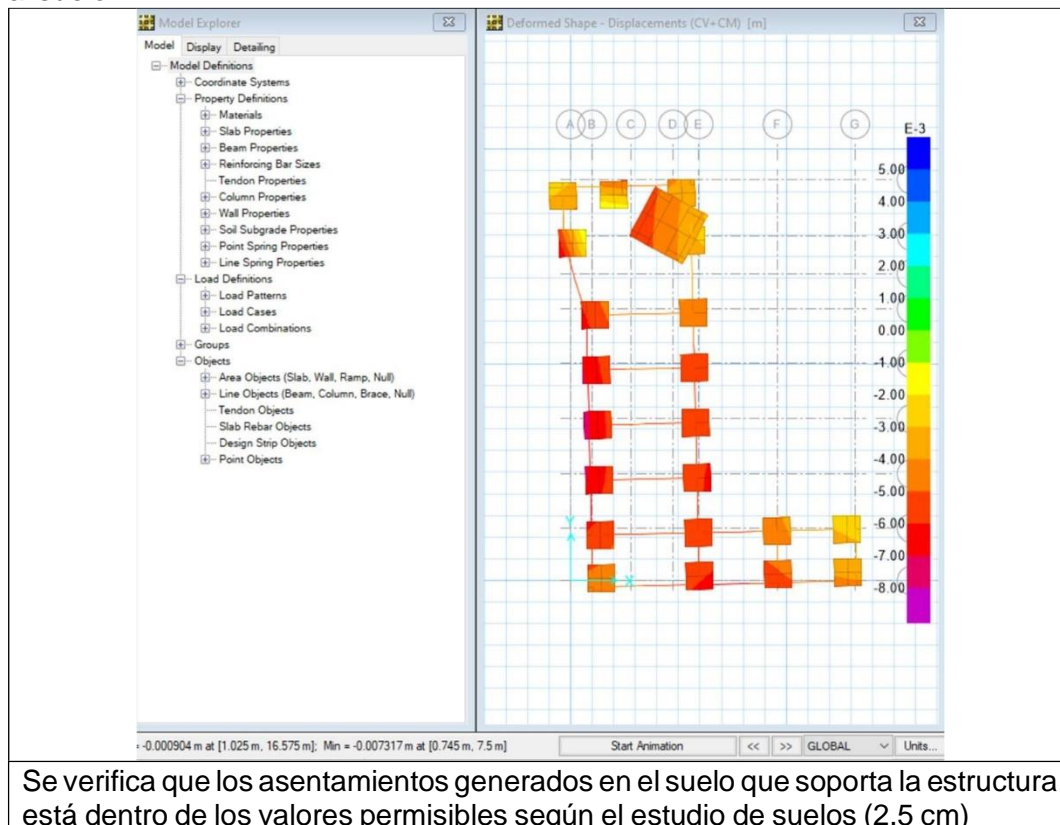 Model Explorer
Model Display Detailing
Model Definitions
Coordinate Systems
Property Definitions
Materials
Slab Properties
Beam Properties
Reinforcing Bar Sizes
Tendon Properties
Column Properties
Wall Properties
Soil Subgrade Properties
Point Spring Properties
Line Spring Properties
Load Definitions
Load Patterns
Load Cases
Load Combinations
Groups
Objects
Area Objects (Slab, Wall, Ramp, Null)
Line Objects (Beam, Column, Brace, Null)
Tendon Objects
Slab Rebar Objects
Design Strip Objects
Point Objects
Deformed Shape - Displacements (CV+CM) [m]
A B C D E F G
E-3
5.00
4.00
3.00
2.00
1.00
0.00
-1.00
-2.00
-3.00
-4.00
-5.00
-6.00
-7.00
-8.00
Y
X
-0.000904 m at [1.025 m, 16.575 m]; Min = -0.007317 m at [0.745 m, 7.5 m]
Start Animation << >> GLOBAL Units...
Se verifica que los asentamientos generados en el suelo que soporta la estructura
está dentro de los valores permisibles según el estudio de suelos (2.5 cm)